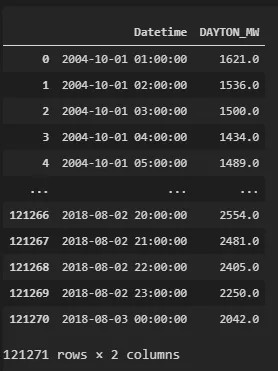 Datetime DAYTON_MW
0 2004-10-01 01:00:00 1621.0
1 2004-10-01 02:00:00 1536.0
2 2004-10-01 03:00:00 1500.0
3 2004-10-01 04:00:00 1434.0
4 2004-10-01 05:00:00 1489.0
... ... ...
121266 2018-08-02 20:00:00 2554.0
121267 2018-08-02 21:00:00 2481.0
121268 2018-08-02 22:00:00 2405.0
121269 2018-08-02 23:00:00 2250.0
121270 2018-08-03 00:00:00 2042.0
121271 rows × 2 columns